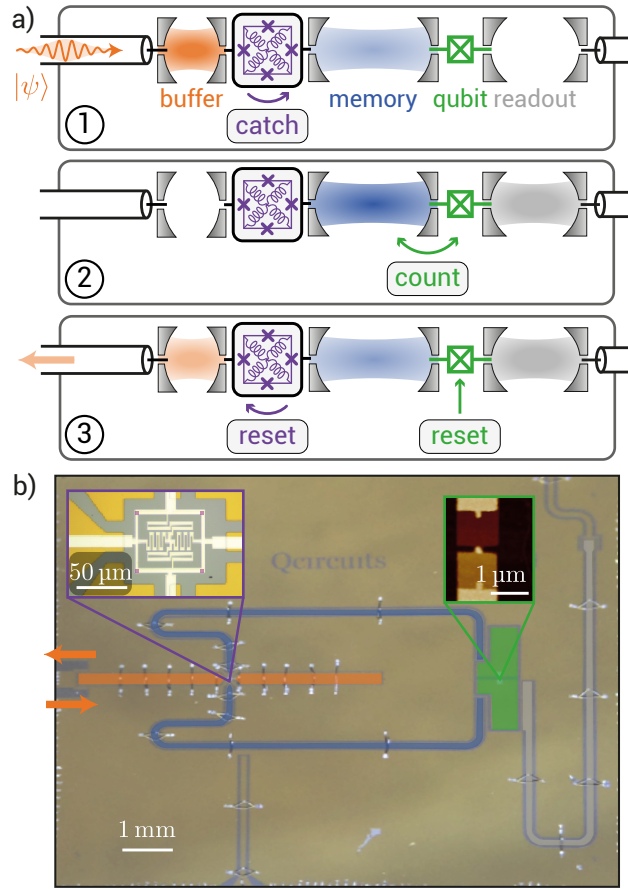 a)
|ψ⟩
buffer
memory
qubit
readout
catch
1
2
count
3
reset
reset
b)
50 μm
Qcircuits
1 μm
1 mm